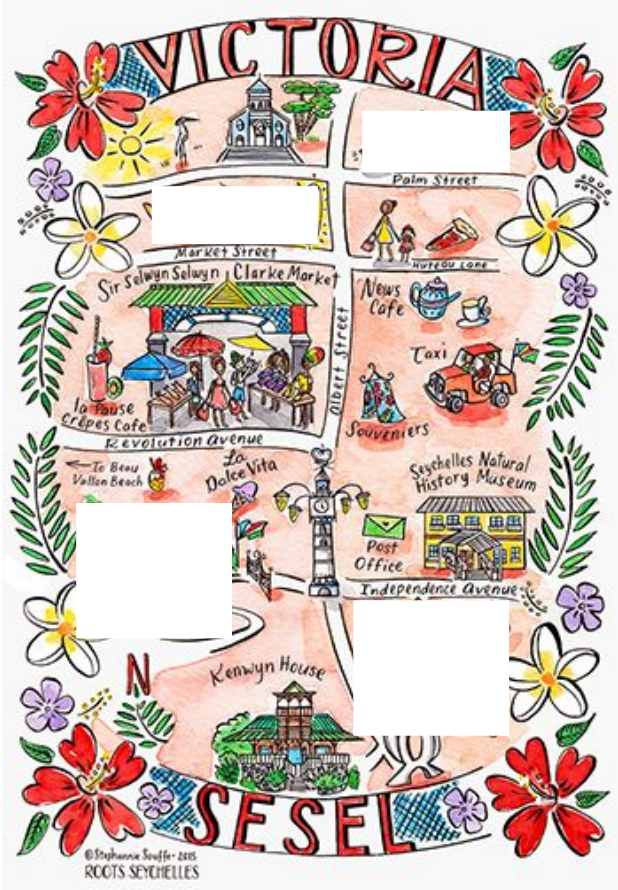 VICTORIA
Palm Street
Market Street
Huteau Lane
Sir Selwyn Selwyn Clarke Market
News
Cafe
Albert Street
Taxi
la Pause
Crêpes Cafe
Souveniers
Revolution Avenue
To Beau
Vallon Beach
La
Dolce Vita
Seychelles Natural
History Museum
Post
Office
Independence Avenue
N
Kenwyn House
SESEL
© Stephannie Souffe - 2015
ROOTS SEYCHELLES